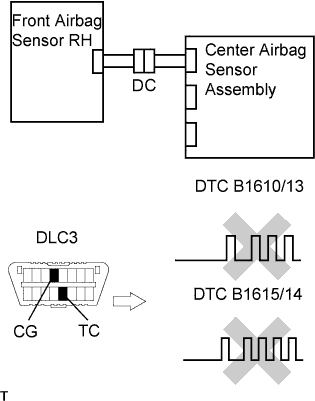 Front Airbag
Sensor RH
Center Airbag
Sensor
Assembly
DC
DTC B1610/13
DLC3
DTC B1615/14
CG
TC
T